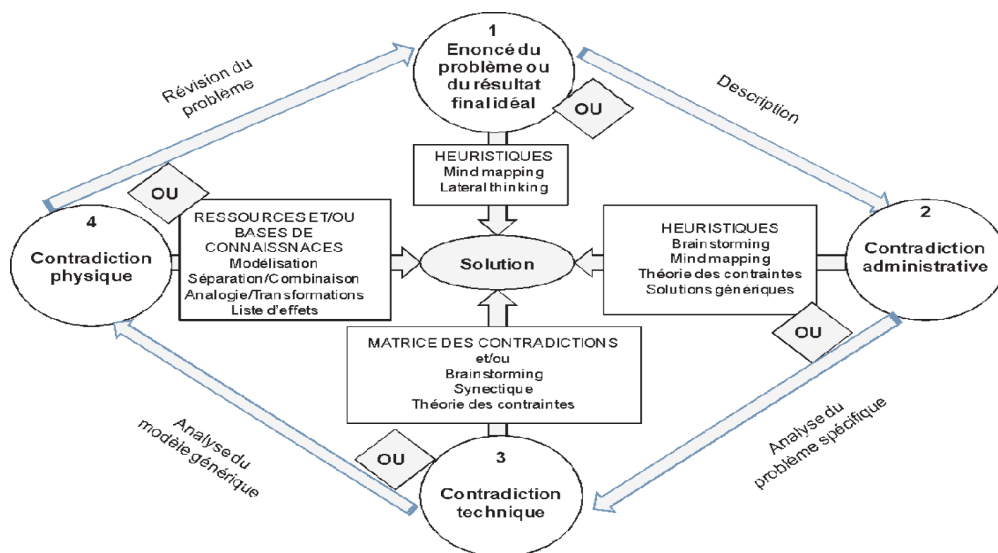 1
Enoncé du
problème ou
du résultat
final idéal
OU
Révision du
problème
Description
HEURISTIQUES
Mind mapping
Lateral thinking
OU
4
Contradiction
physique
RESSOURCES ET/OU
BASES DE
CONNAISSNACES
Modélisation
Séparation/Combinaison
Analogie/Transformations
Liste d'effets
Solution
HEURISTIQUES
Brainstorming
Mind mapping
Théorie des contraintes
Solutions génériques
2
Contradiction
administrative
OU
MATRICE DES CONTRADICTIONS
et/ou
Brainstorming
Synectique
Théorie des contraintes
Analyse du
modèle générique
OU
3
Contradiction
technique
Analyse du
problème spécifique